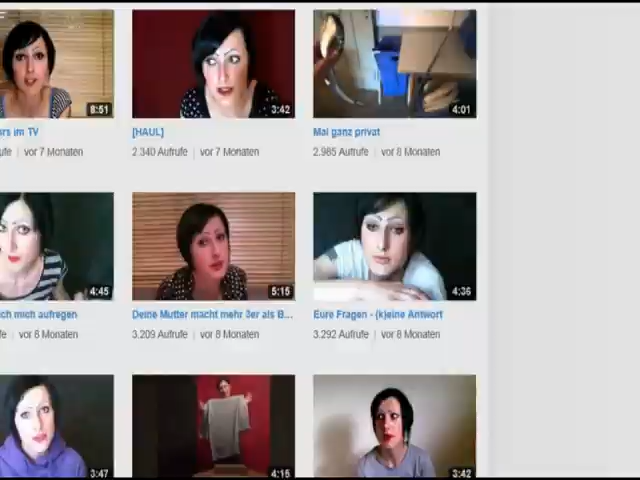 8:51
3:42
4:01
rs im TV
[HAUL]
Mal ganz privat
ufe | vor 7 Monaten
2.340 Aufrufe | vor 7 Monaten
2.985 Aufrufe | vor 8 Monaten
4:45
5:15
4:36
ch mich aufregen
Deine Mutter macht mehr 3er als B...
Eure Fragen - (k)eine Antwort
fe | vor 8 Monaten
3.209 Aufrufe | vor 8 Monaten
3.292 Aufrufe | vor 8 Monaten
3:47
4:15
3:42